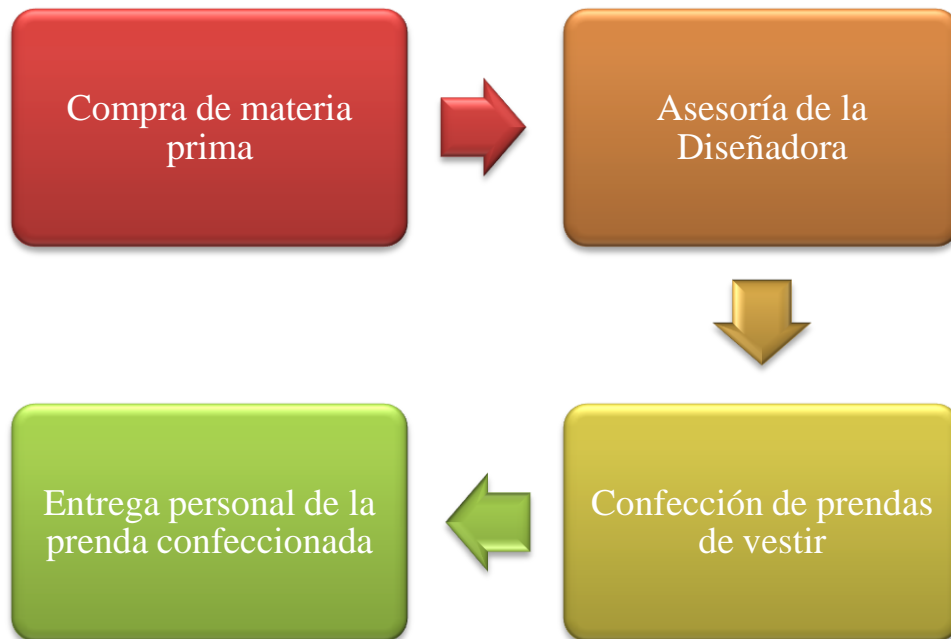 Compra de materia
prima
Asesoría de la
Diseñadora
Confección de prendas
de vestir
Entrega personal de la
prenda confeccionada